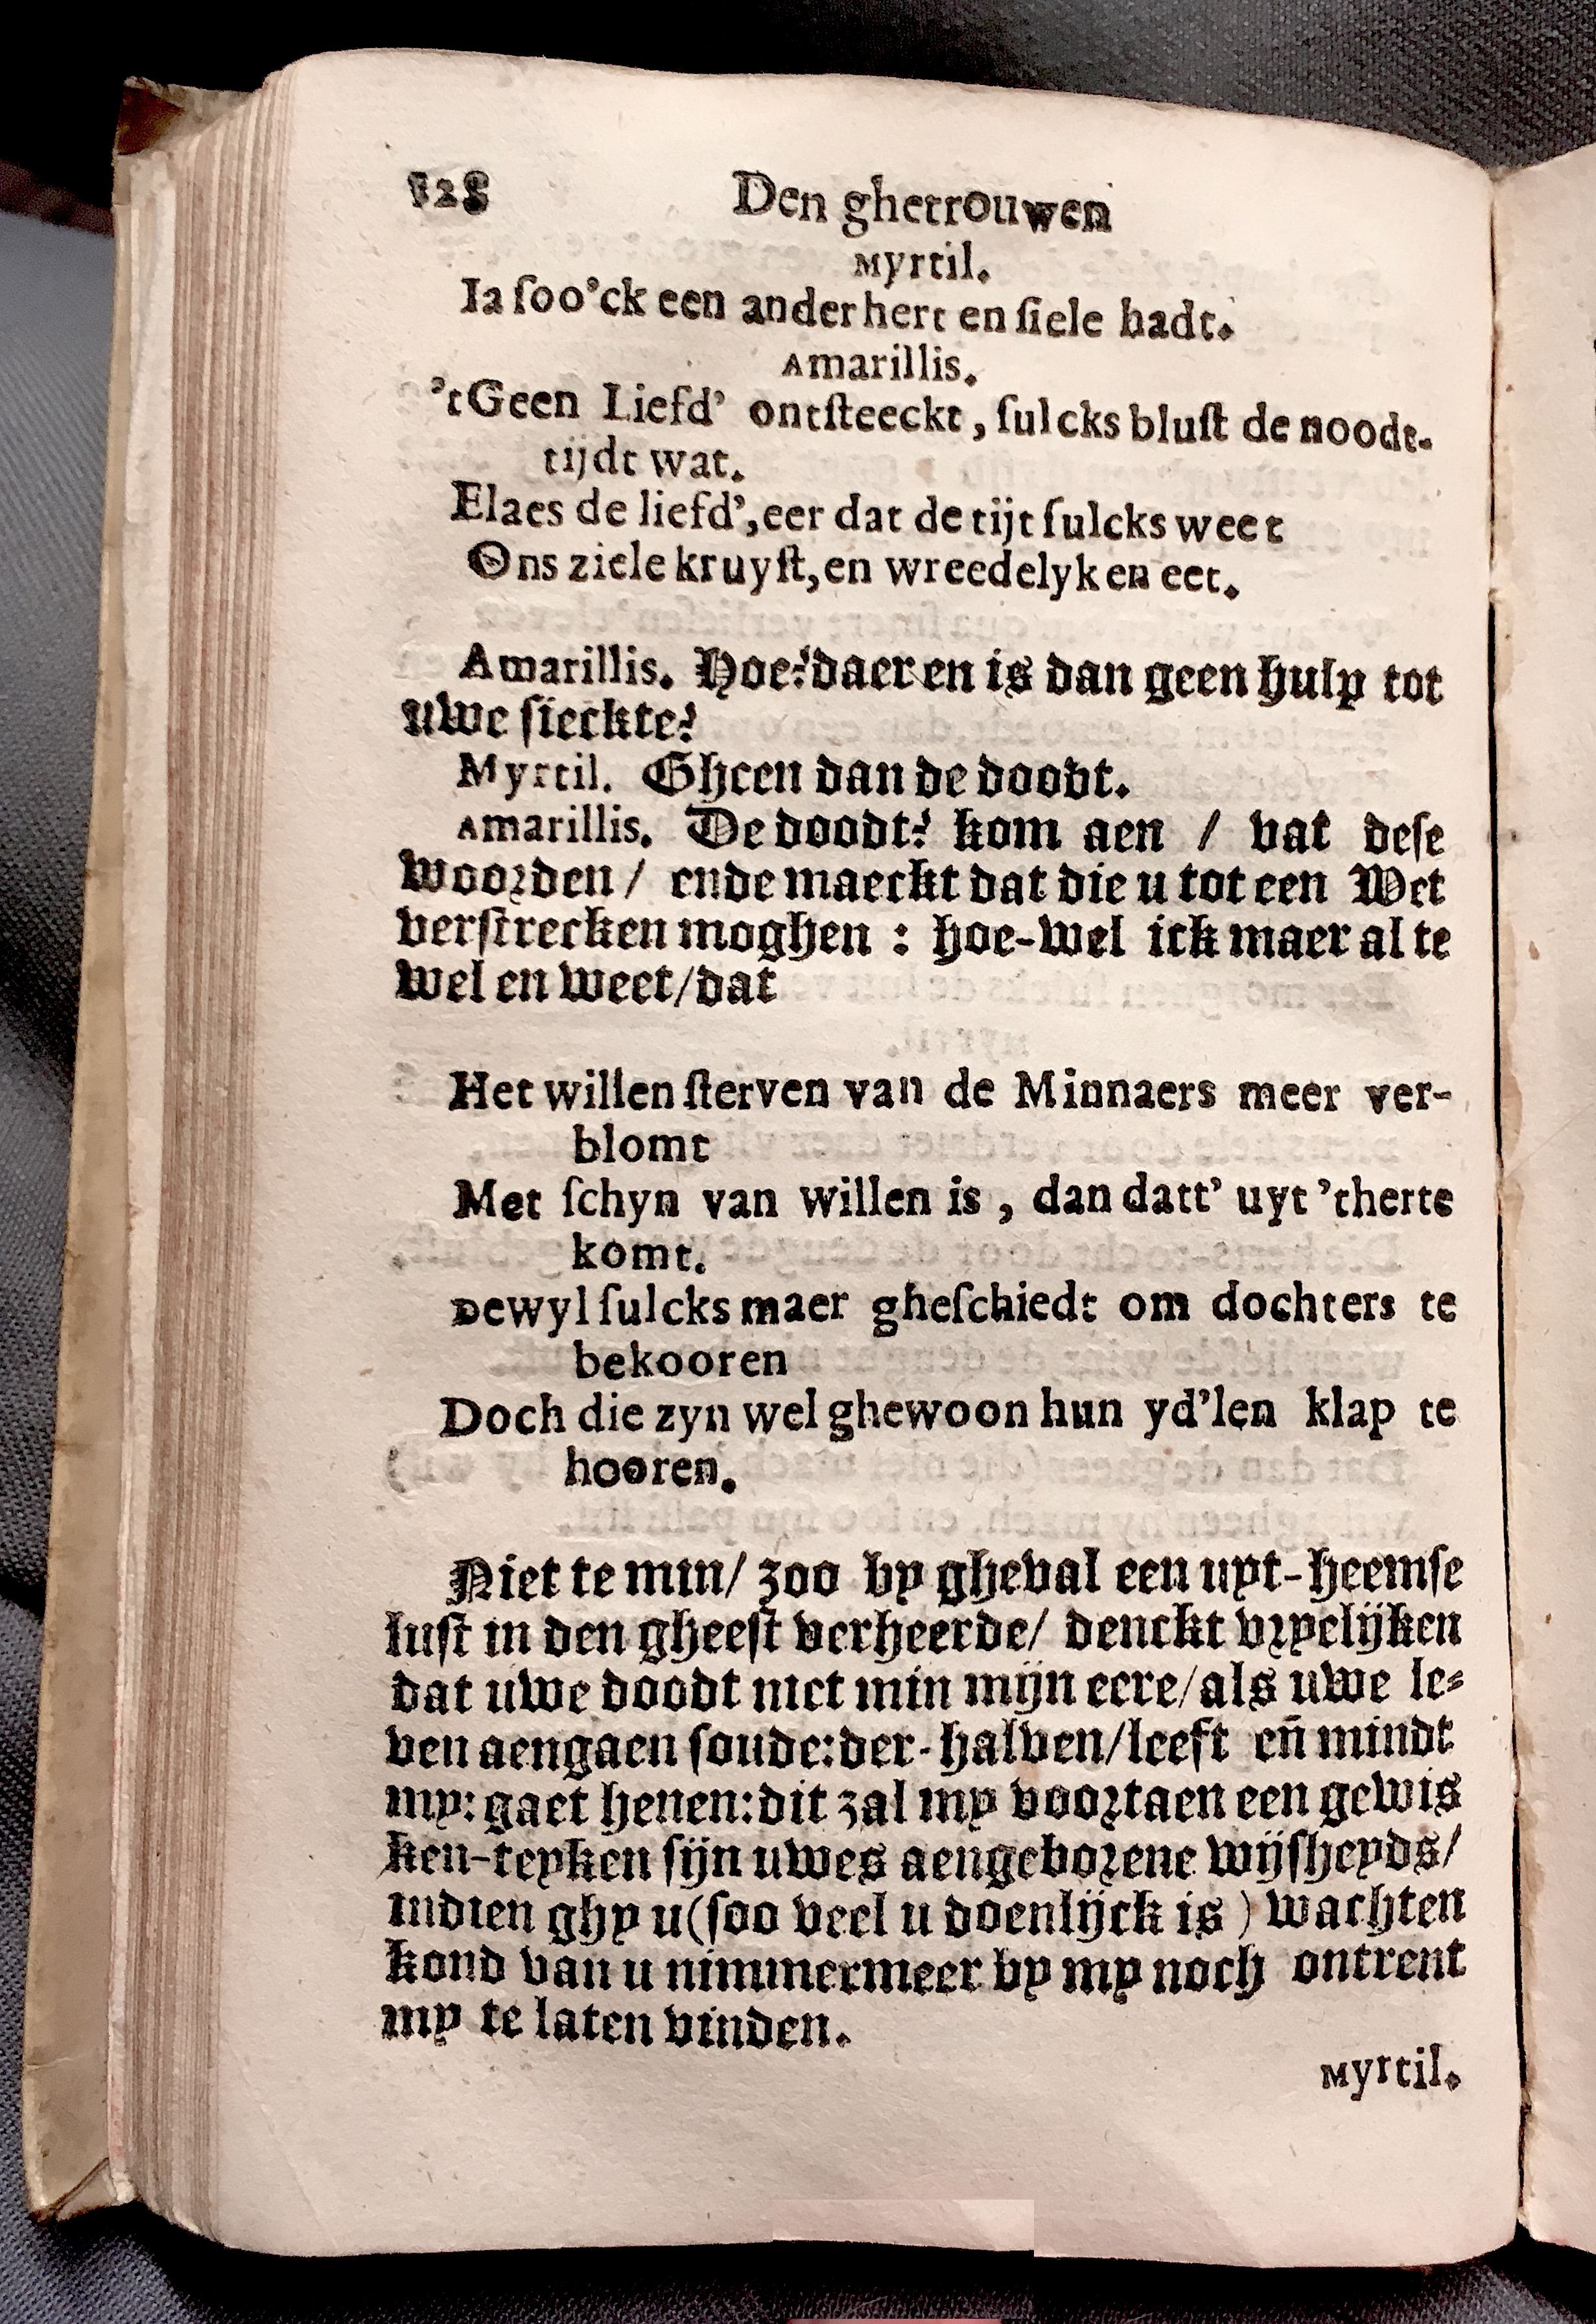 128 Den ghetrouwen
Myrtil.
Ia ſoo'ck een ander hert en ſiele hadt.
Amarillis.
'tGeen Liefd' ontſteeckt, ſulcks bluſt de noodt-
tijdt wat.
Elaes de liefd', eer dat de tijt ſulcks weet
Ons ziele kruyſt, en wreedelyken eet.
Amarillis. Hoe? daer en is dan geen hulp tot
uwe ſieckte?
Myrtil. Gheen dan de doodt.
Amarillis. De doodt? kom aen / vat deſe
woorden / ende maeckt dat die u tot een Wet
verſtrecken moghen : hoe-wel ick maer al te
wel en weet / dat
Het willen ſterven van de Minnaers meer ver-
blomt
Met ſchyn van willen is, dan datt' uyt 'therte
komt.
Dewyl ſulcks maer gheſchiedt om dochters te
bekooren
Doch die zyn wel ghewoon hun yd'len klap te
hooren.
Niet te min / zoo by gheval een uyt-heemſe
luſt in den gheeſt verheerde / denckt vryelijken
dat uwe doodt niet min mijn eere / als uwe le-
ven aengaen ſoude: der-halven / leeft en̄ mindt
my: gaet henen: dit zal my voortaen een gewis
ken-teyken ſijn uwes aengeborene wijſheyds /
indien ghy u (ſoo veel u doenlijck is) wachten
kond van u nimmermeer by my noch ontrent
my te laten vinden.
Myrtil.